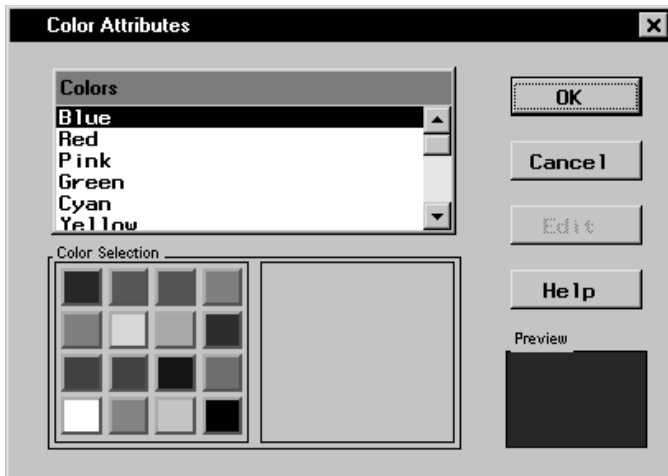 Color Attributes
Colors
Blue
Red
Pink
Green
Cyan
Yellow
OK
Cancel
Edit
Help
Color Selection
Preview